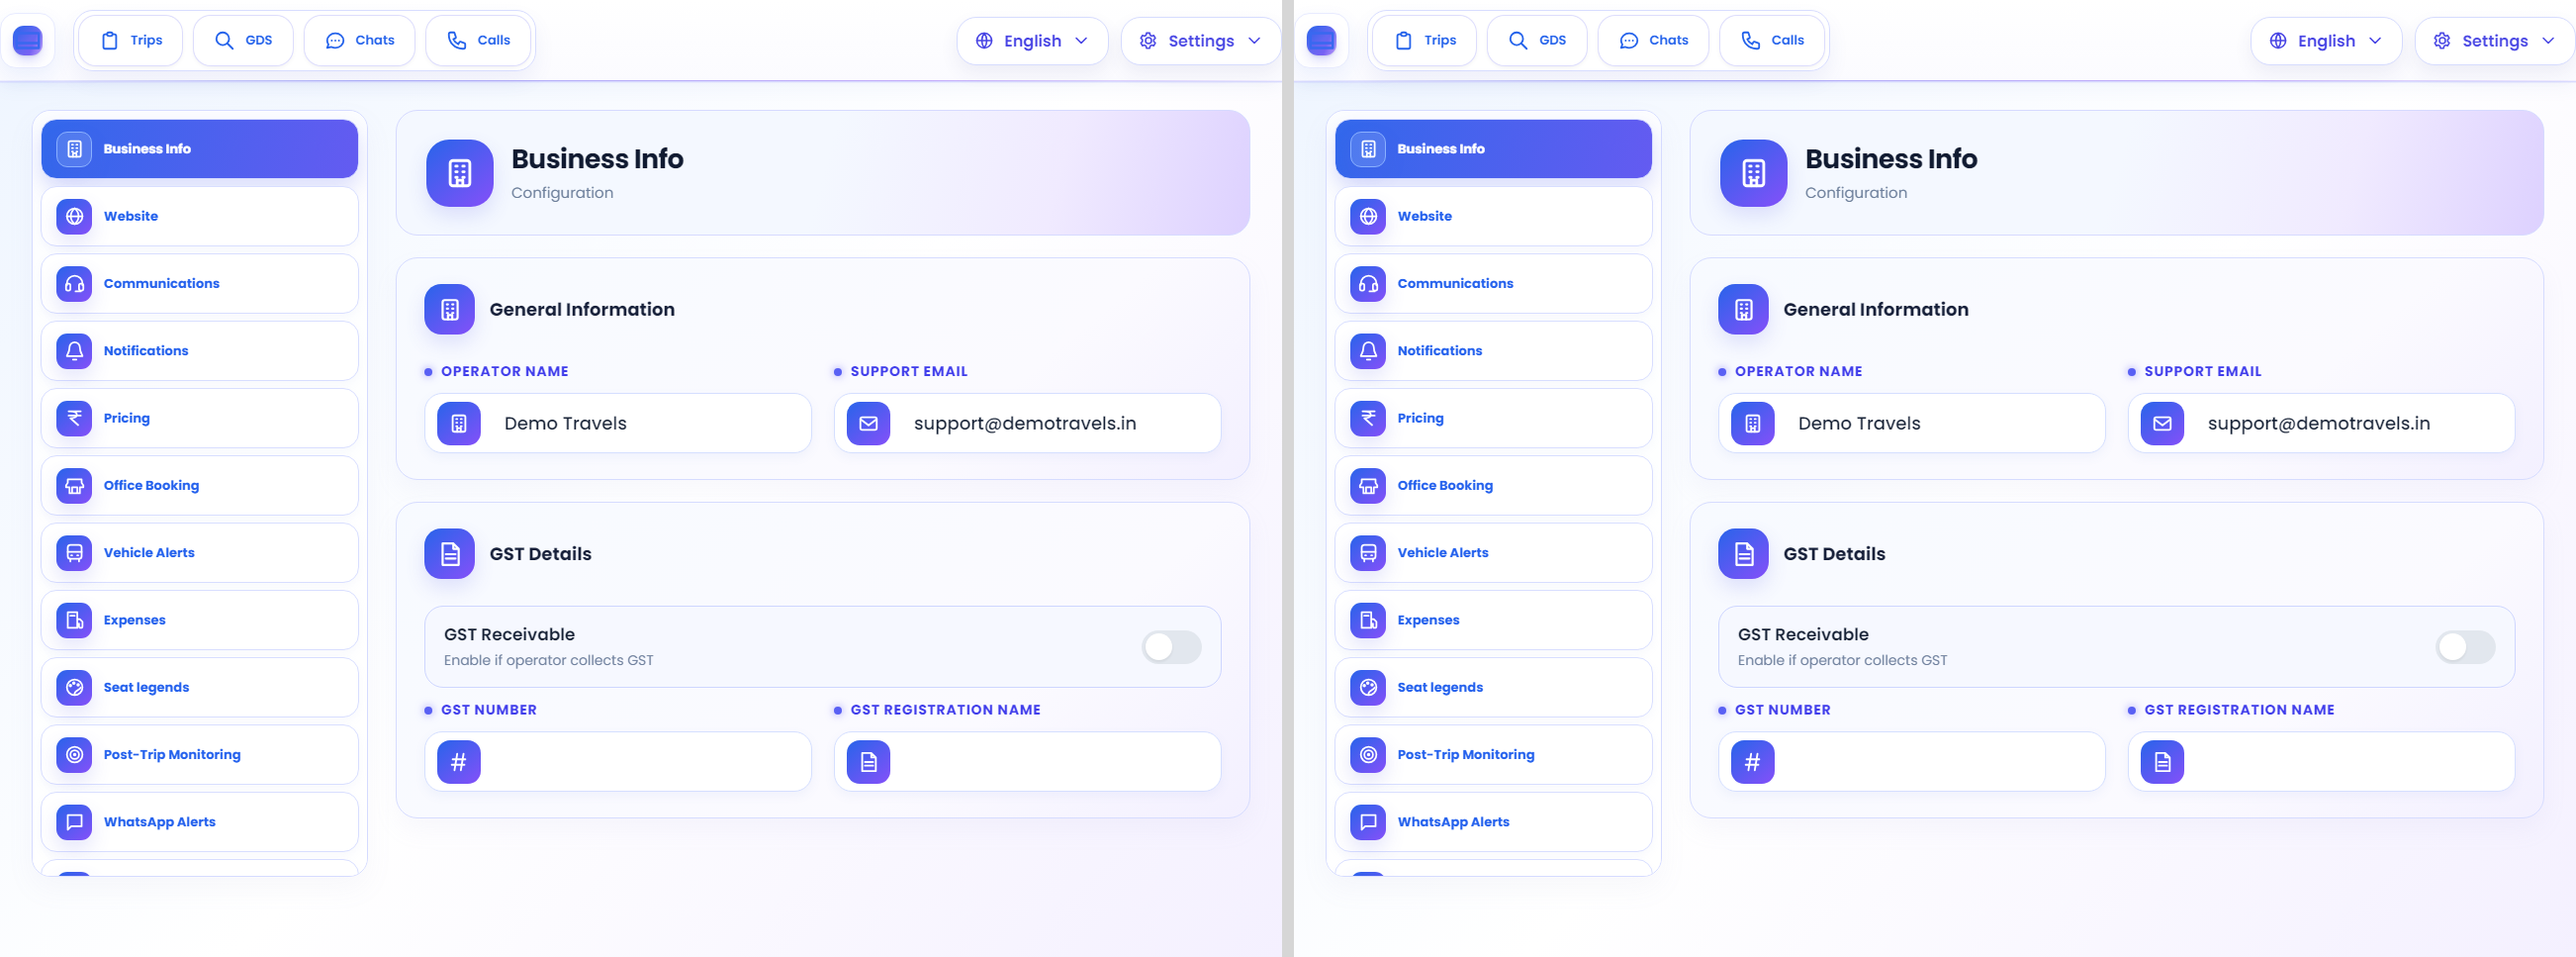 Trips
GDS
Chats
Calls
English
Settings
Business Info
Website
Communications
Notifications
Pricing
Office Booking
Vehicle Alerts
Expenses
Seat legends
Post-Trip Monitoring
WhatsApp Alerts
Business Info
Configuration
General Information
OPERATOR NAME
SUPPORT EMAIL
Demo Travels
support@demotravels.in
GST Details
GST Receivable
Enable if operator collects GST
GST NUMBER
GST REGISTRATION NAME
#
Trips
GDS
Chats
Calls
English
Settings
Business Info
Website
Communications
Notifications
Pricing
Office Booking
Vehicle Alerts
Expenses
Seat legends
Post-Trip Monitoring
WhatsApp Alerts
Business Info
Configuration
General Information
OPERATOR NAME
SUPPORT EMAIL
Demo Travels
support@demotravels.in
GST Details
GST Receivable
Enable if operator collects GST
GST NUMBER
GST REGISTRATION NAME
#